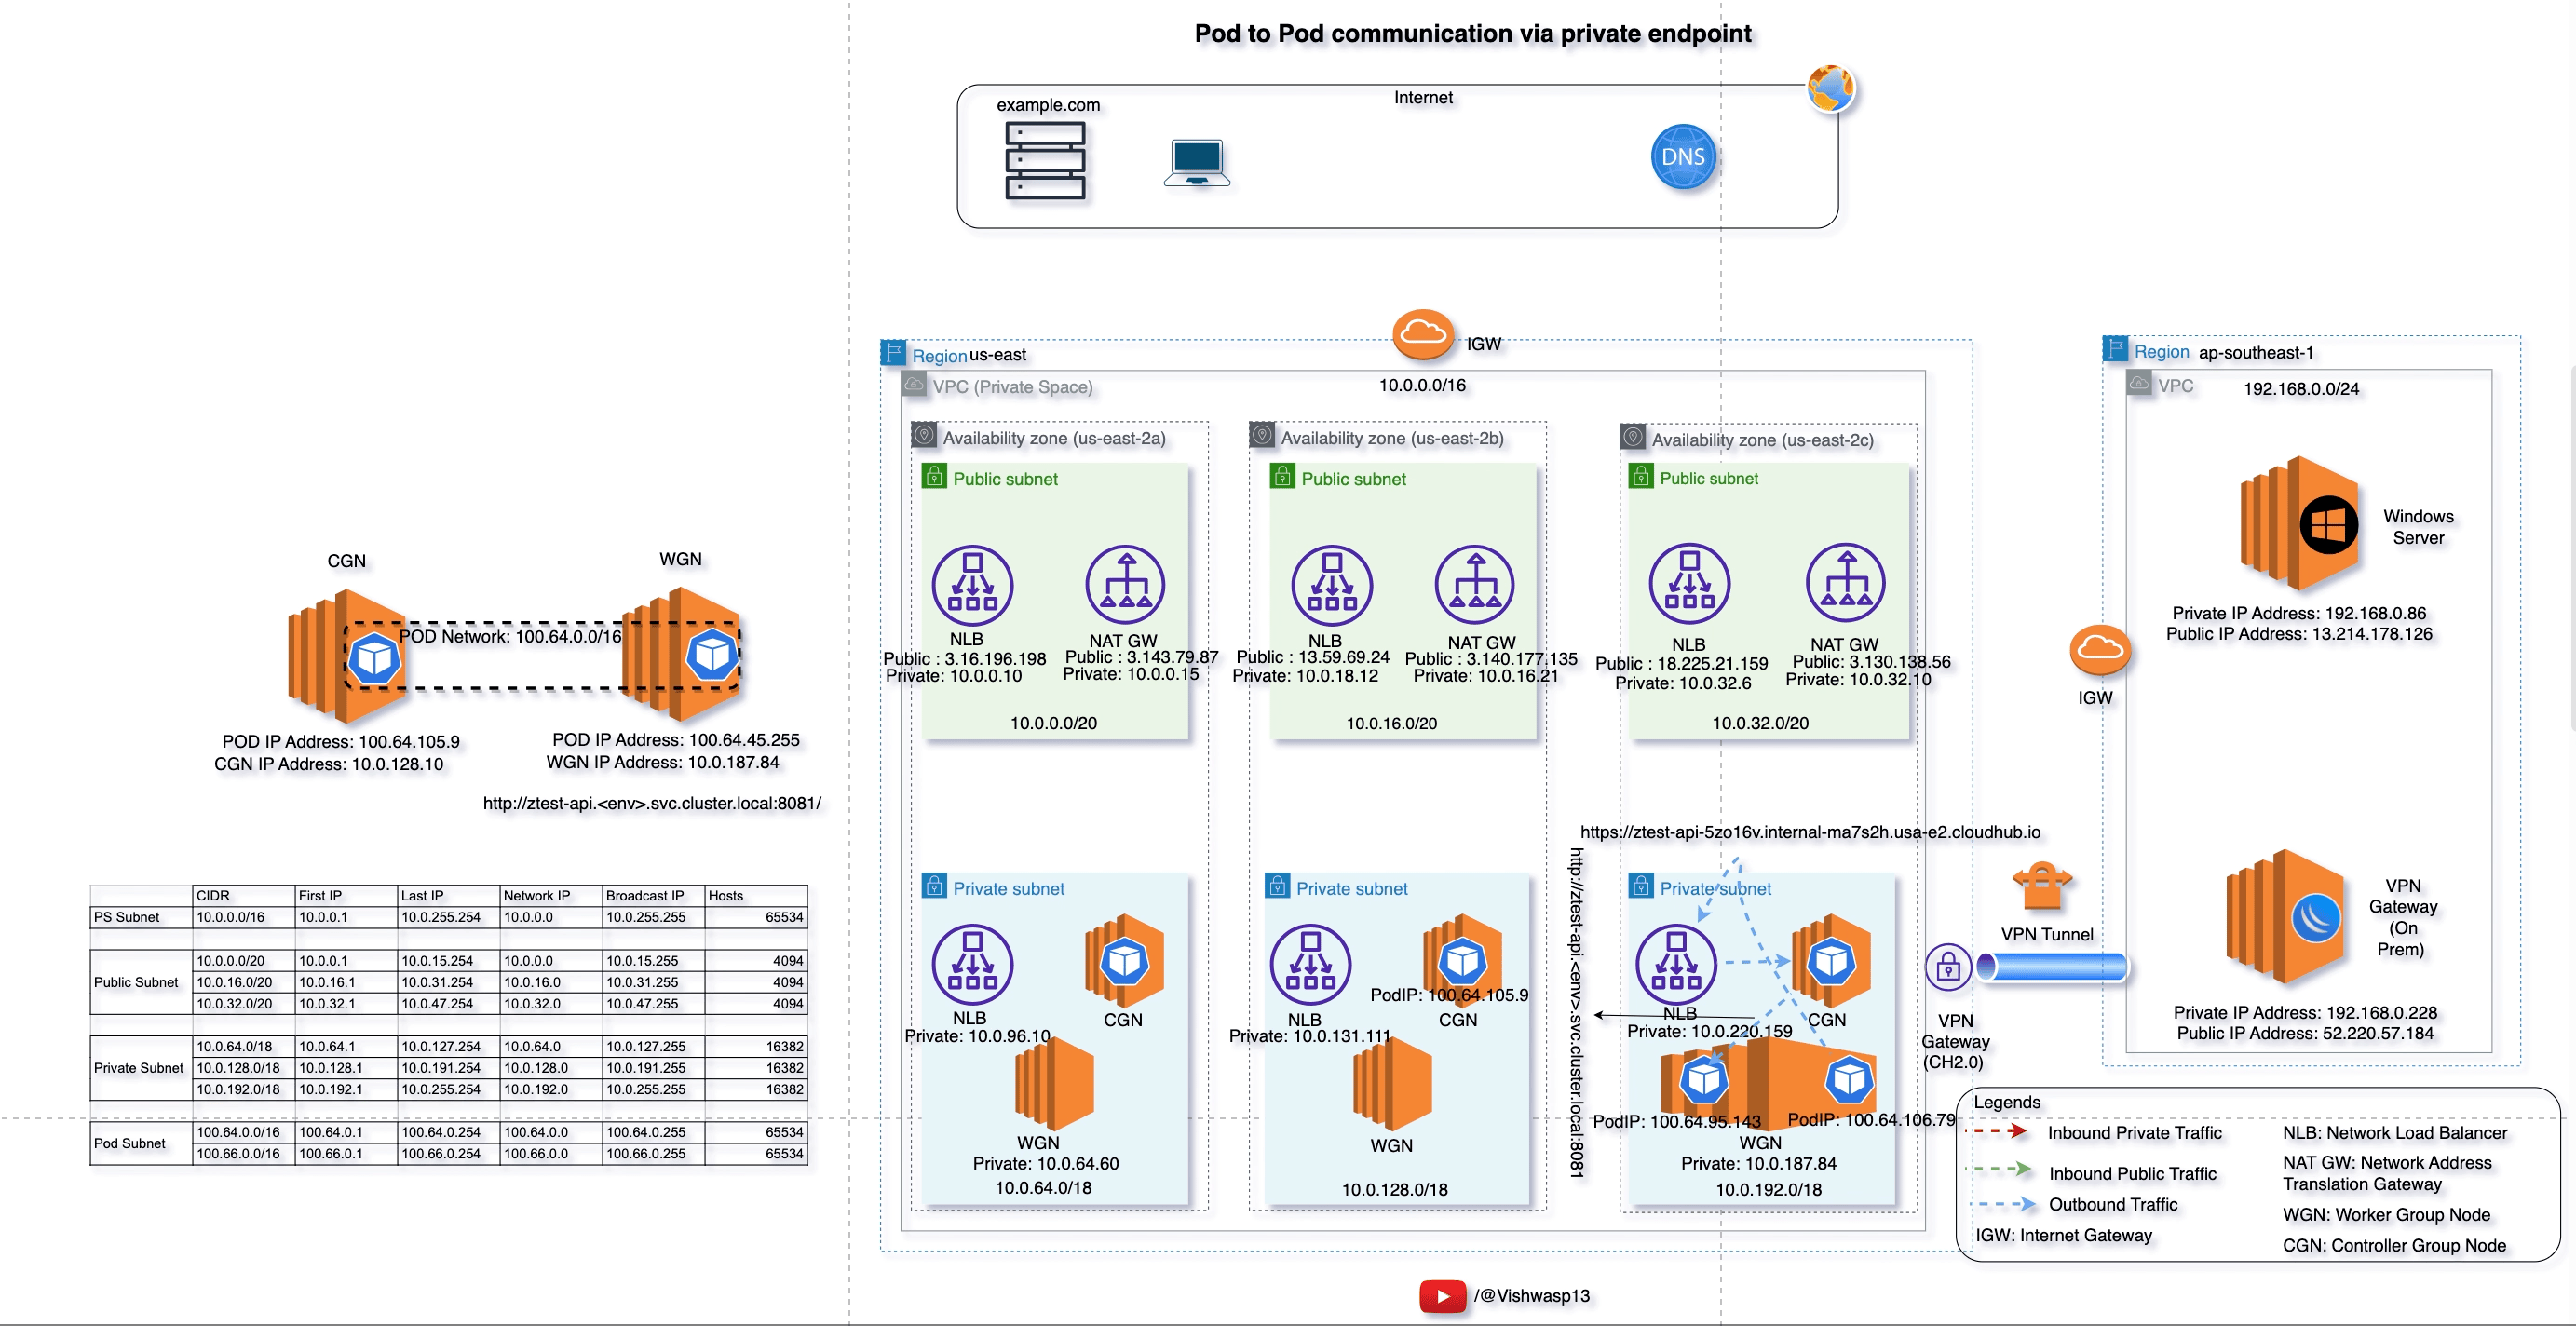 Pod to Pod communication via private endpoint
Internet
example.com
DNS
IGW
Region us-east
VPC (Private Space)
10.0.0.0/16
Availability zone (us-east-2a)
Public subnet
NLB
Public : 3.16.196.198
Private: 10.0.0.10
NAT GW
Public : 3.143.79.87
Private: 10.0.0.15
10.0.0.0/20
Private subnet
NLB
Private: 10.0.96.10
CGN
WGN
Private: 10.0.64.60
10.0.64.0/18
Availability zone (us-east-2b)
Public subnet
NLB
Public : 13.59.69.24
Private: 10.0.18.12
NAT GW
Public : 3.140.177.135
Private: 10.0.16.21
10.0.16.0/20
Private subnet
NLB
Private: 10.0.131.111
PodIP: 100.64.105.9
CGN
WGN
10.0.128.0/18
Availability zone (us-east-2c)
Public subnet
NLB
Public : 18.225.21.159
Private: 10.0.32.6
NAT GW
Public: 3.130.138.56
Private: 10.0.32.10
10.0.32.0/20
https://ztest-api-5zo16v.internal-ma7s2h.usa-e2.cloudhub.io
http://ztest-api.<env>.svc.cluster.local:8081
Private subnet
NLB
Private: 10.0.220.159
CGN
PodIP: 100.64.95.143
PodIP: 100.64.106.79
WGN
Private: 10.0.187.84
10.0.192.0/18
VPN
Gateway
(CH2.0)
VPN Tunnel
IGW
Region ap-southeast-1
VPC
192.168.0.0/24
Windows
Server
Private IP Address: 192.168.0.86
Public IP Address: 13.214.178.126
VPN
Gateway
(On
Prem)
Private IP Address: 192.168.0.228
Public IP Address: 52.220.57.184
CGN
WGN
POD Network: 100.64.0.0/16
POD IP Address: 100.64.105.9
CGN IP Address: 10.0.128.10
POD IP Address: 100.64.45.255
WGN IP Address: 10.0.187.84
http://ztest-api.<env>.svc.cluster.local:8081/
CIDR First IP Last IP Network IP Broadcast IP Hosts
PS Subnet 10.0.0.0/16 10.0.0.1 10.0.255.254 10.0.0.0 10.0.255.255 65534
Public Subnet
10.0.0.0/20 10.0.0.1 10.0.15.254 10.0.0.0 10.0.15.255 4094
10.0.16.0/20 10.0.16.1 10.0.31.254 10.0.16.0 10.0.31.255 4094
10.0.32.0/20 10.0.32.1 10.0.47.254 10.0.32.0 10.0.47.255 4094
Private Subnet
10.0.64.0/18 10.0.64.1 10.0.127.254 10.0.64.0 10.0.127.255 16382
10.0.128.0/18 10.0.128.1 10.0.191.254 10.0.128.0 10.0.191.255 16382
10.0.192.0/18 10.0.192.1 10.0.255.254 10.0.192.0 10.0.255.255 16382
Pod Subnet
100.64.0.0/16 100.64.0.1 100.64.0.254 100.64.0.0 100.64.0.255 65534
100.66.0.0/16 100.66.0.1 100.66.0.254 100.66.0.0 100.66.0.255 65534
Legends
Inbound Private Traffic
Inbound Public Traffic
Outbound Traffic
IGW: Internet Gateway
NLB: Network Load Balancer
NAT GW: Network Address
Translation Gateway
WGN: Worker Group Node
CGN: Controller Group Node
/@Vishwasp13